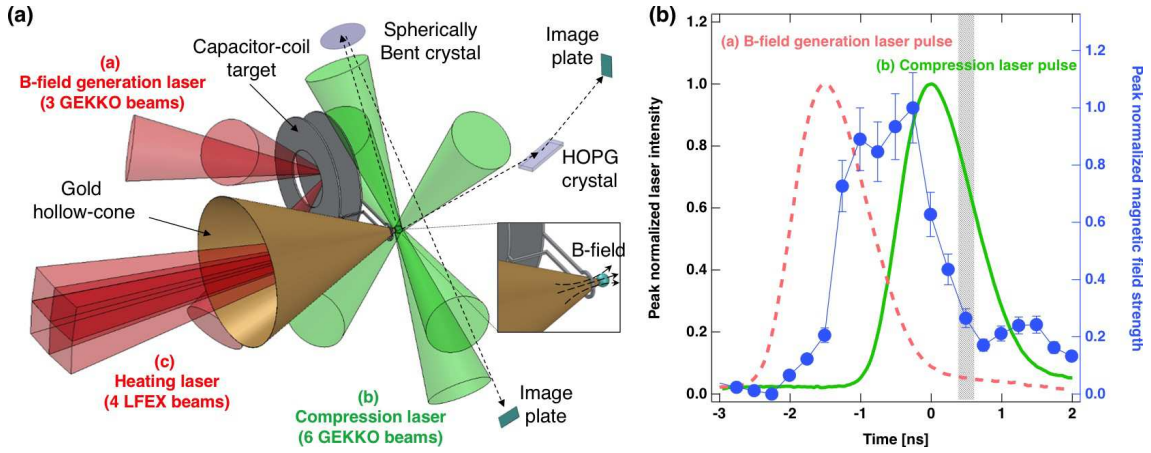 (a)
Spherically
Bent crystal
Image
plate
Capacitor-coil
target
(a)
B-field generation laser
(3 GEKKO beams)
HOPG
crystal
Gold
hollow-cone
B-field
(c)
Heating laser
(4 LFEX beams)
(b)
Compression laser
(6 GEKKO beams)
Image
plate
(b)
(a) B-field generation laser pulse
(b) Compression laser pulse
Peak normalized laser intensity
1.2
1.0
0.8
0.6
0.4
0.2
0.0
-3 -2 -1 0 1 2
Time [ns]
1.2
1.0
0.8
0.6
0.4
0.2
0.0
Peak normalized magnetic field strength